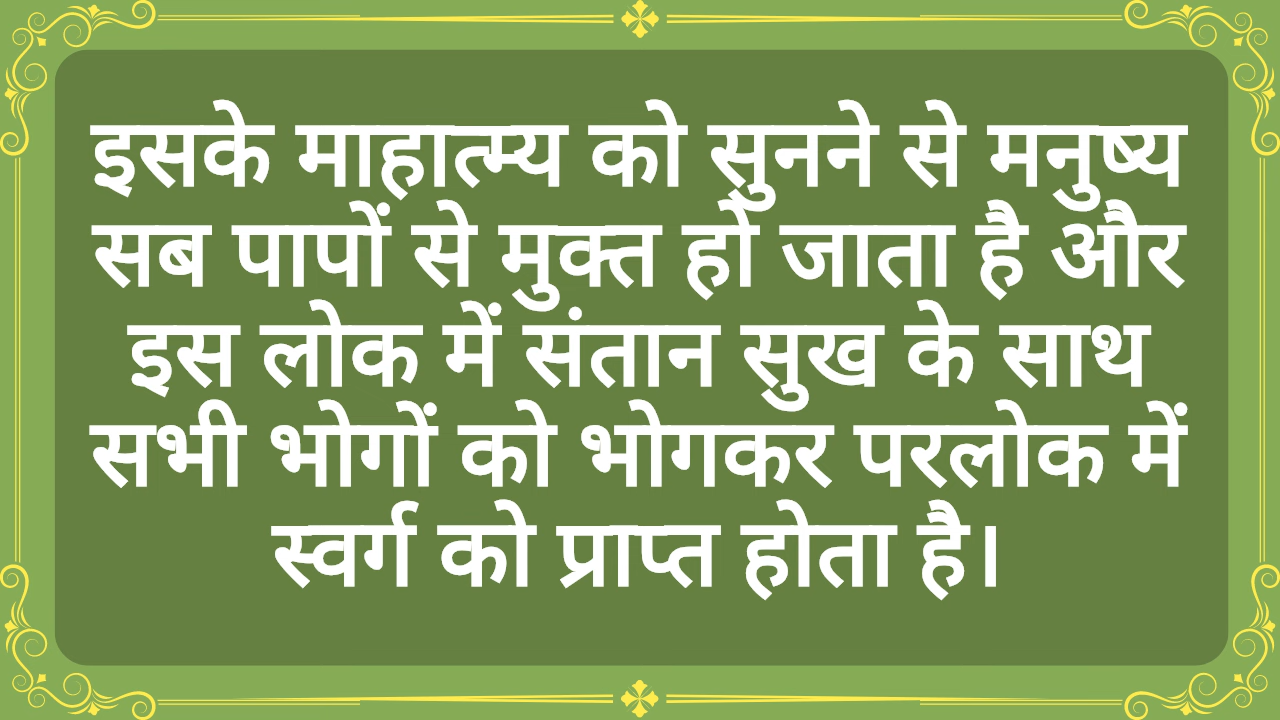 इसके माहात्म्य को सुनने से मनुष्य
सब पापों से मुक्त हो जाता है और
इस लोक में संतान सुख के साथ
सभी भोगों को भोगकर परलोक में
स्वर्ग को प्राप्त होता है।